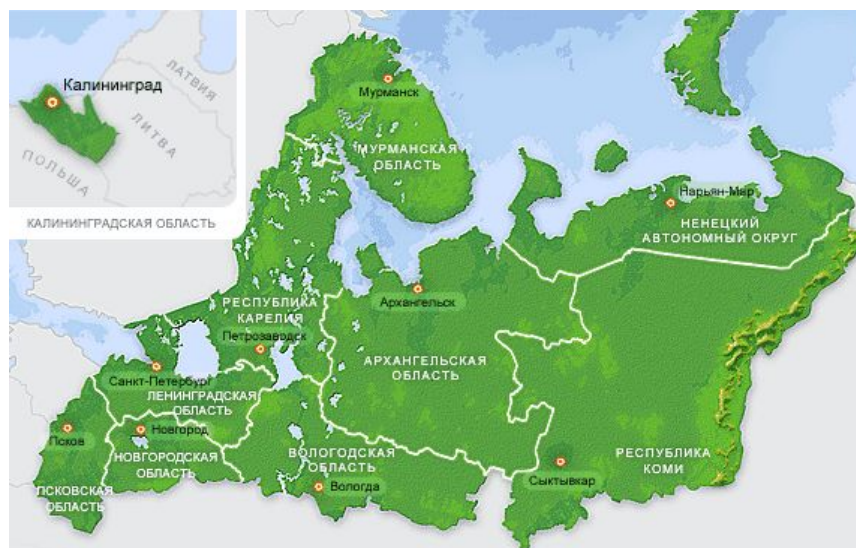 Калининград
ЛАТВИЯ
ЛИТВА
ПОЛЬША
КАЛИНИНГРАДСКАЯ ОБЛАСТЬ
Мурманск
МУРМАНСКАЯ
ОБЛАСТЬ
Нарьян-Мар
НЕНЕЦКИЙ
АВТОНОМНЫЙ ОКРУГ
Архангельск
РЕСПУБЛИКА
КАРЕЛИЯ
Петрозаводск
АРХАНГЕЛЬСКАЯ
ОБЛАСТЬ
Санкт-Петербург
ЛЕНИНГРАДСКАЯ
ОБЛАСТЬ
Псков
Новгород
НОВГОРОДСКАЯ
ОБЛАСТЬ
ВОЛОГОДСКАЯ
ОБЛАСТЬ
РЕСПУБЛИКА
КОМИ
Сыктывкар
Вологда
ПСКОВСКАЯ
ОБЛАСТЬ